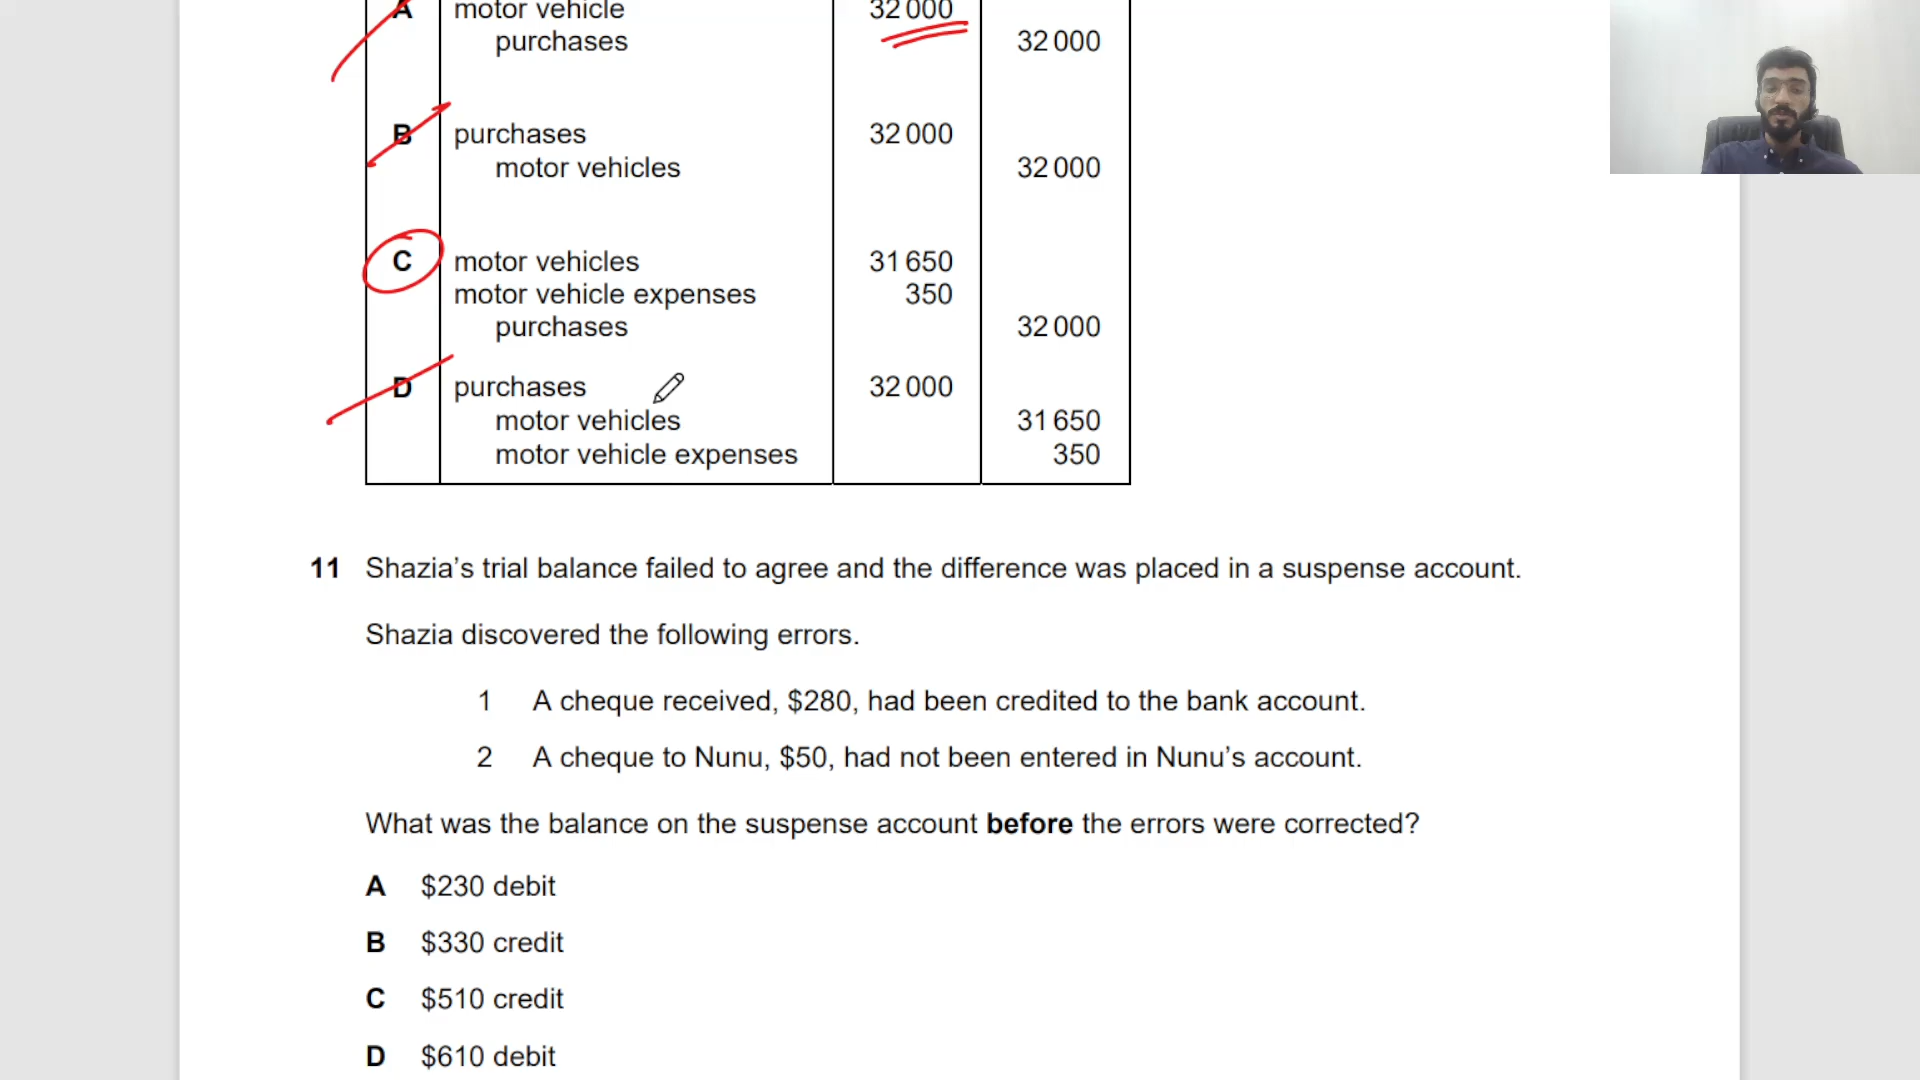 A motor vehicle 32 000
purchases 32 000
B purchases 32 000
motor vehicles 32 000
C motor vehicles 31 650
motor vehicle expenses 350
purchases 32 000
D purchases 32 000
motor vehicles 31 650
motor vehicle expenses 350
11 Shazia’s trial balance failed to agree and the difference was placed in a suspense account.
Shazia discovered the following errors.
1 A cheque received, $280, had been credited to the bank account.
2 A cheque to Nunu, $50, had not been entered in Nunu’s account.
What was the balance on the suspense account before the errors were corrected?
A $230 debit
B $330 credit
C $510 credit
D $610 debit